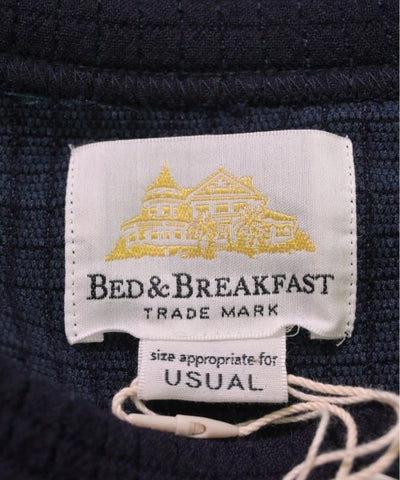 BED & BREAKFAST
TRADE MARK
size appropriate for
USUAL